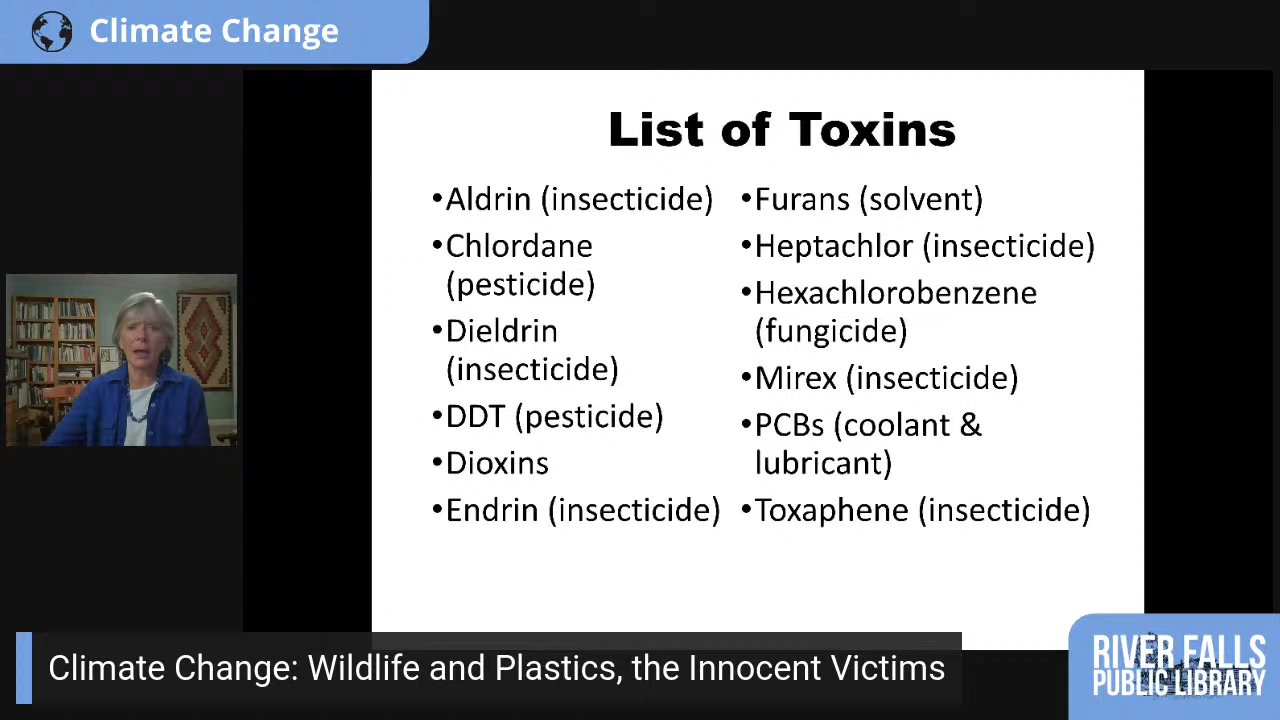 Climate Change
List of Toxins
•Aldrin (insecticide)
•Chlordane
(pesticide)
•Dieldrin
(insecticide)
•DDT (pesticide)
•Dioxins
•Endrin (insecticide)
•Furans (solvent)
•Heptachlor (insecticide)
•Hexachlorobenzene
(fungicide)
•Mirex (insecticide)
•PCBs (coolant &
lubricant)
•Toxaphene (insecticide)
Climate Change: Wildlife and Plastics, the Innocent Victims
RIVER FALLS
PUBLIC LIBRARY